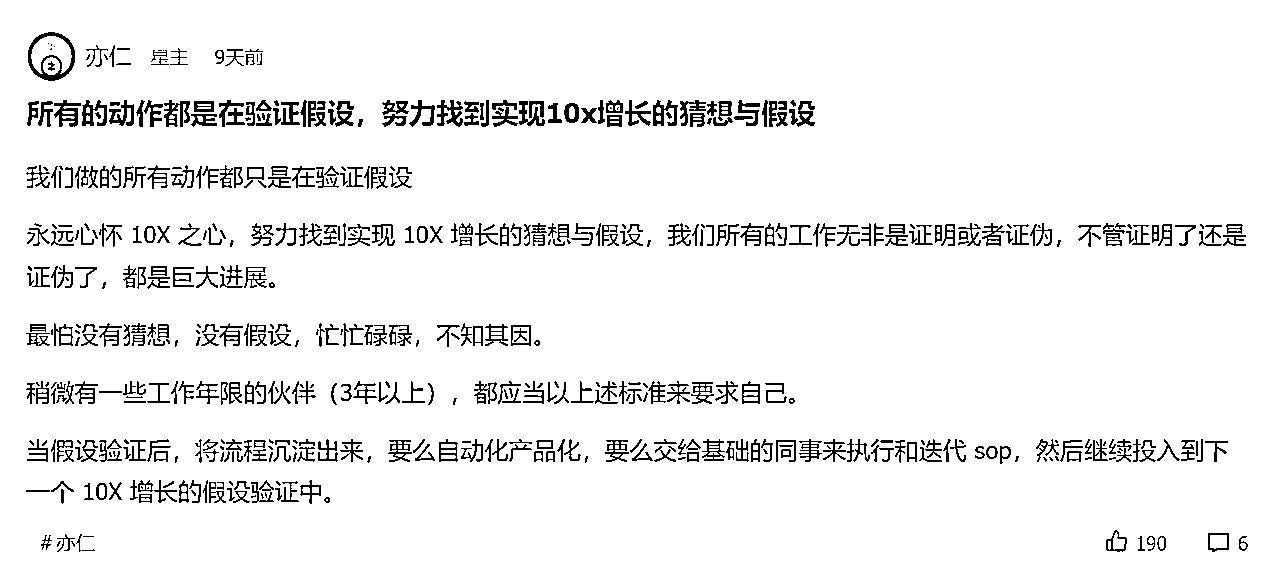 亦仁 星主 9天前
所有的动作都是在验证假设，努力找到实现10x增长的猜想与假设
我们做的所有动作都只是在验证假设
永远心怀 10X 之心，努力找到实现 10X 增长的猜想与假设，我们所有的工作无非是证明或者证伪，不管证明了还是
证伪了，都是巨大进展。
最怕没有猜想，没有假设，忙忙碌碌，不知其因。
稍微有一些工作年限的伙伴（3年以上），都应当以上述标准来要求自己。
当假设验证后，将流程沉淀出来，要么自动化产品化，要么交给基础的同事来执行和迭代 sop，然后继续投入到下
一个 10X 增长的假设验证中。
# 亦仁 190 6